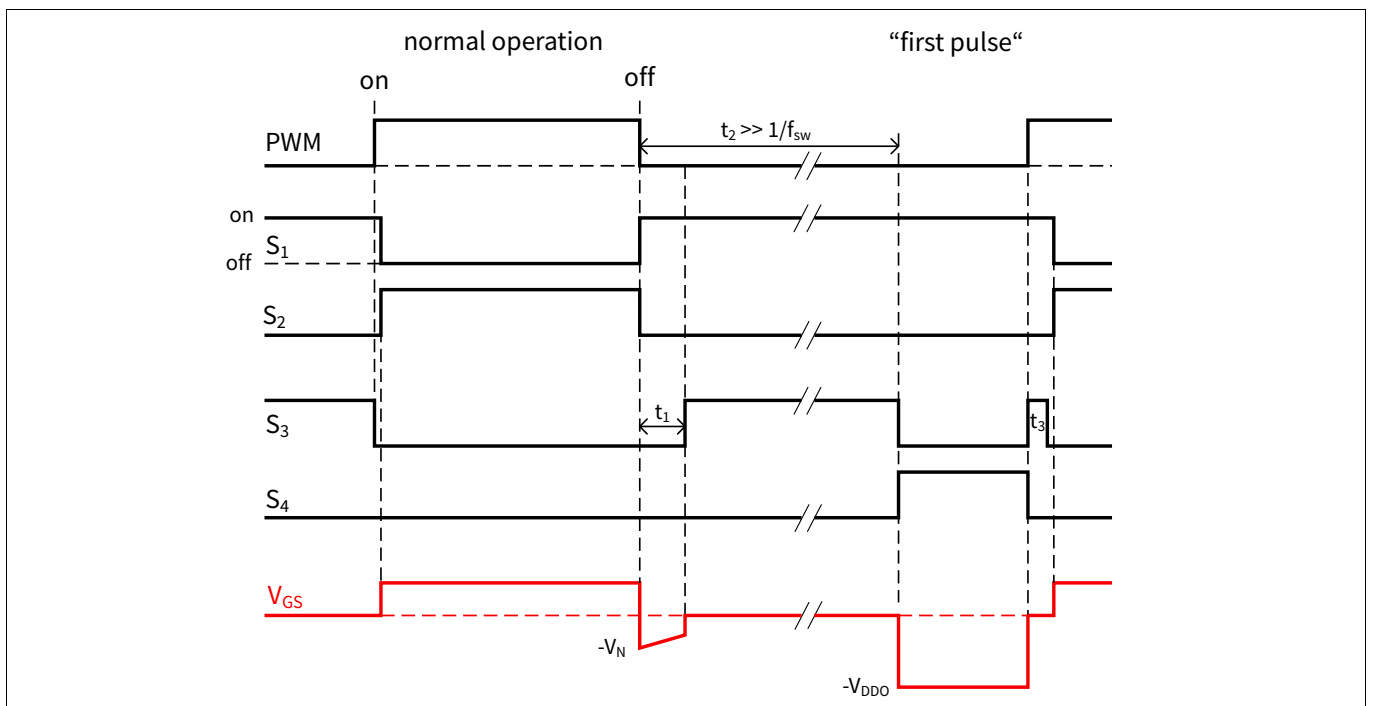 normal operation
“first pulse“
on
off
PWM
t2 >> 1/fsw
on
S1
off
S2
S3
t1
t3
S4
VGS
-VN
-VDDO